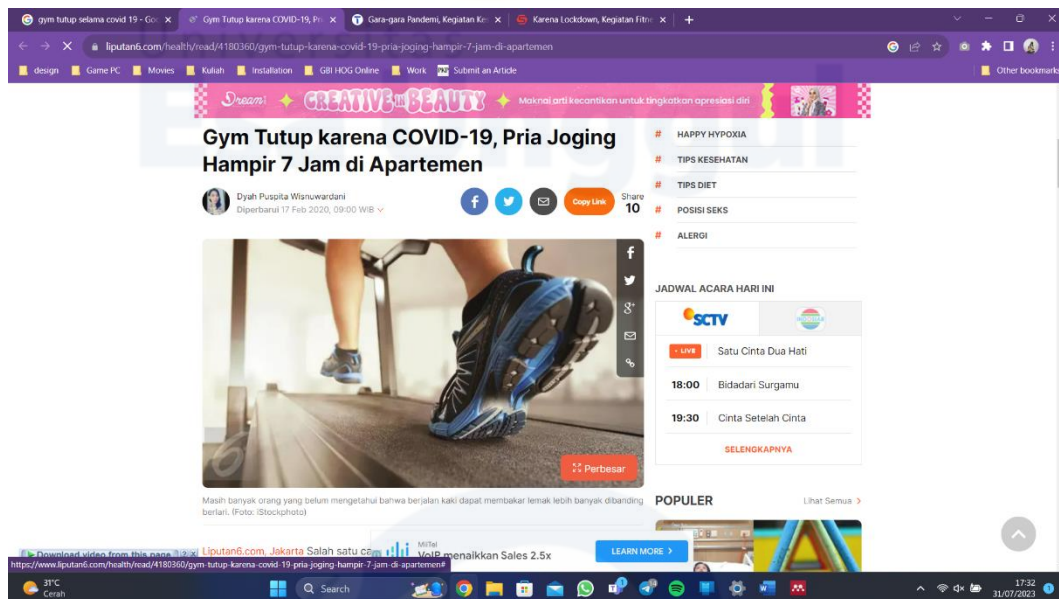 gym tutup selama covid 19 - Goo
Gym Tutup karena COVID-19, Pri
Gara-gara Pandemi, Kegiatan Kes
Karena Lockdown, Kegiatan Fitne
liputan6.com/health/read/4180360/gym-tutup-karena-covid-19-pria-joging-hampir-7-jam-di-apartemen
design
Game PC
Movies
Kuliah
Installation
GBI HOG Online
Work
PKP
Submit an Article
Other bookmarks
Dream
CREATIVE in BEAUTY
Maknai arti kecantikan untuk tingkatkan opresiasi diri
Gym Tutup karena COVID-19, Pria Joging
Hampir 7 Jam di Apartemen
Dyah Puspita Wisnuwardani
Diperbarui 17 Feb 2020, 09:00 WIB
Copy Link
Share
10
Perbesar
Masih banyak orang yang belum mengetahui bahwa berjalan kaki dapat membakar lemak lebih banyak dibanding
berlari. (Foto: iStockphoto)
Liputan6.com, Jakarta Salah satu ca
# HAPPY HYPOXIA
# TIPS KESEHATAN
# TIPS DIET
# POSISI SEKS
# ALERGI
JADWAL ACARA HARI INI
SCTV
INDOSIAR
LIVE
Satu Cinta Dua Hati
18:00 Bidadari Surgamu
19:30 Cinta Setelah Cinta
SELENGKAPNYA
POPULER
Lihat Semua
MiiTel
VoIP menaikkan Sales 2.5x
LEARN MORE
Download video from this page
https://www.liputan6.com/health/read/4180360/gym-tutup-karena-covid-19-pria-joging-hampir-7-jam-di-apartemen#
31°C
Cerah
Search
17:32
31/07/2023